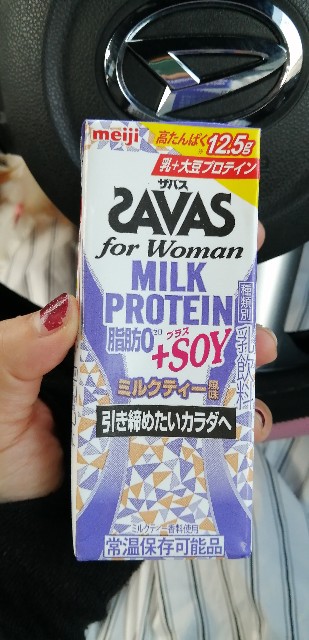 meiji
高たんぱく※12.5g
乳+大豆プロテイン
ザバス
SAVAS
for Woman
MILK
PROTEIN
脂肪0
プラス
+SOY
種類別 乳飲料
ミルクティー風味
引き締めたいカラダへ
ミルクティー香料使用
常温保存可能品